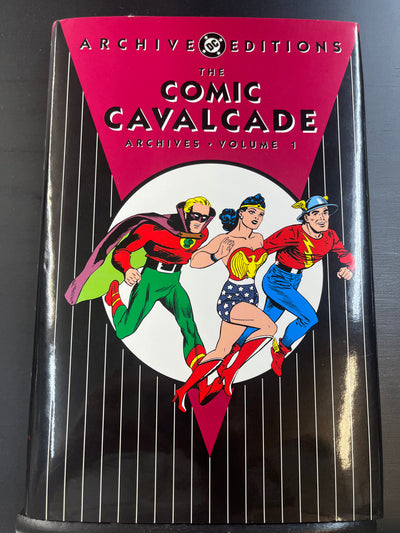 ARCHIVE DC EDITIONS
THE
COMIC
CAVALCADE
ARCHIVES • VOLUME 1